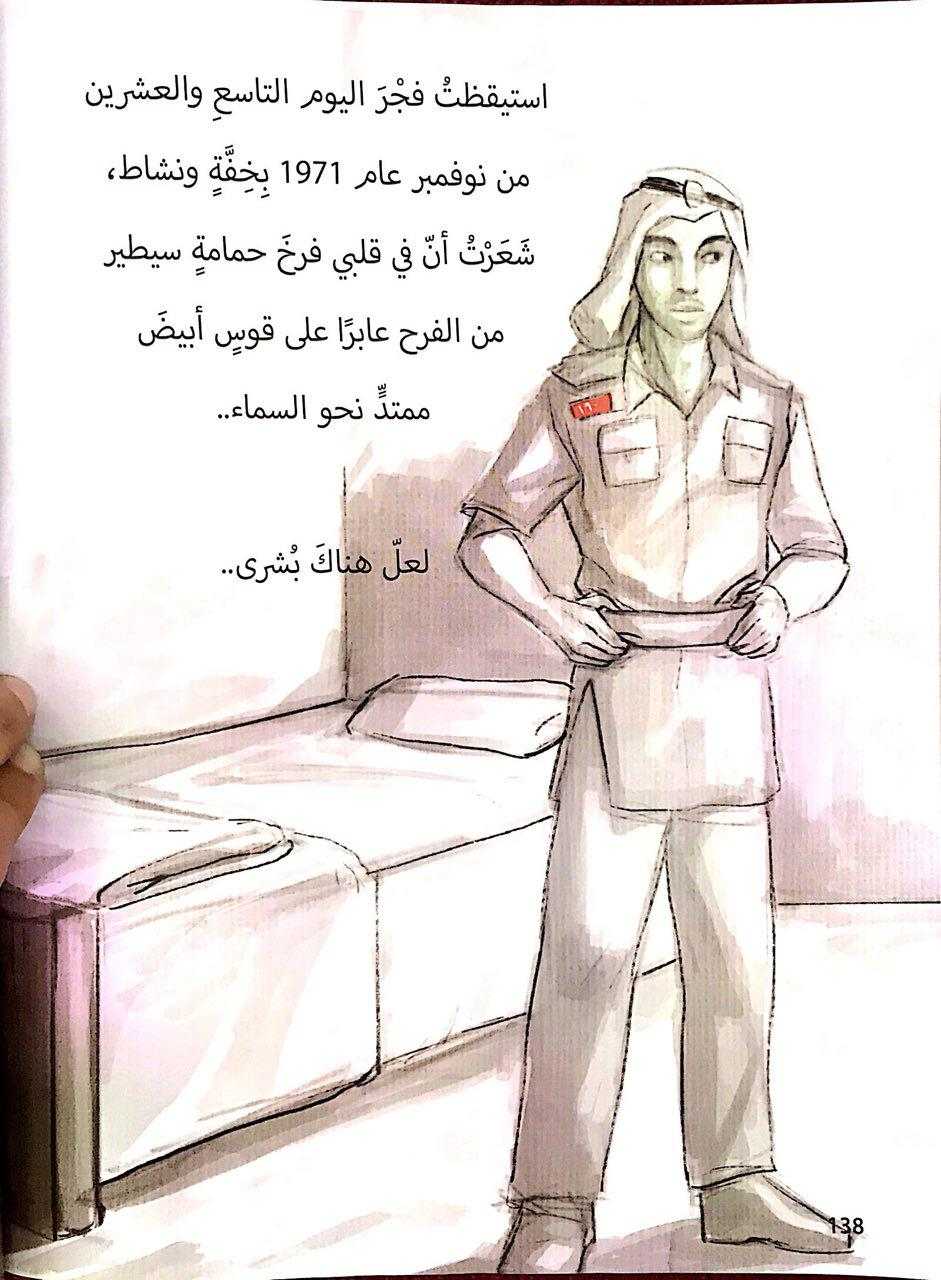 استيقظتُ فجْرَ اليوم التاسعِ والعشرين
من نوفمبر عام 1971 بِخِفَّةٍ ونشاط،
شَعَرْتُ أنّ في قلبي فرخَ حمامةٍ سيطير
من الفرح عابرًا على قوسٍ أبيضَ
ممتدٍّ نحو السماء..
لعلّ هناكَ بُشرى..
١٦٠
138